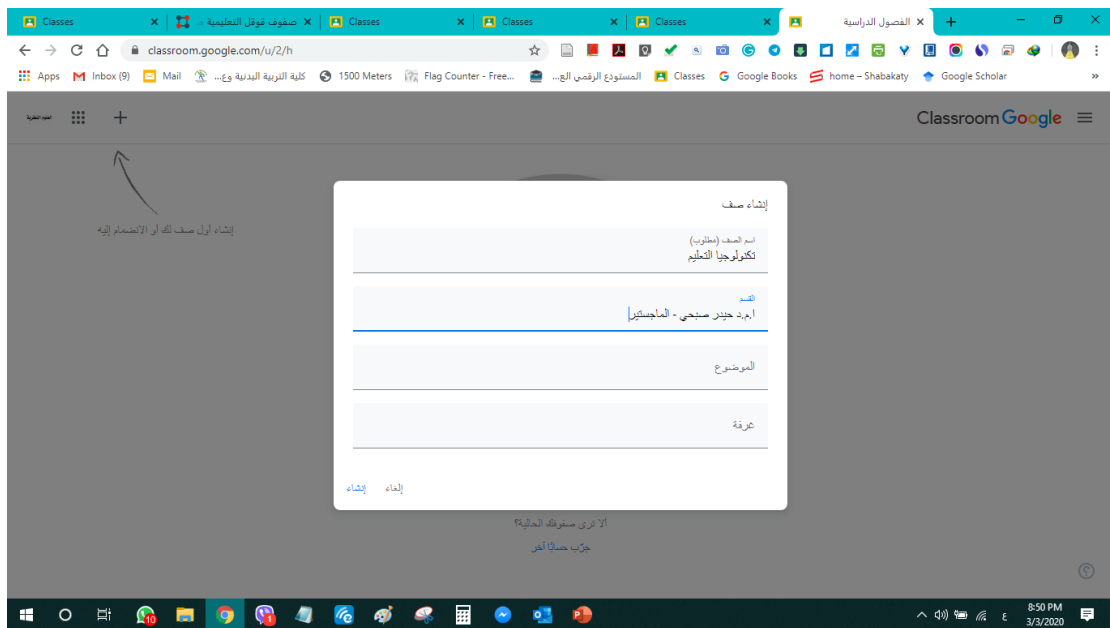 Classes
صفوف قوقل التعليمية
Classes
Classes
Classes
الفصول الدراسية
classroom.google.com/u/2/h
Apps
Inbox (9)
Mail
كلية التربية البدنية وع...
1500 Meters
Flag Counter - Free...
المستودع الرقمي الع...
Classes
Google Books
home – Shabakaty
Google Scholar
»
Classroom Google
إنشاء أول صف لك أو الانضمام إليه
إنشاء صف
اسم الصف (مطلوب)
تكنولوجيا التعليم
القسم
ا.م.د حيدر صبحي - الماجستير
الموضوع
غرفة
إلغاء
إنشاء
ألا ترى صفوفك الحالية؟
جرّب حسابًا آخر
10
1
ع
8:50 PM
3/3/2020